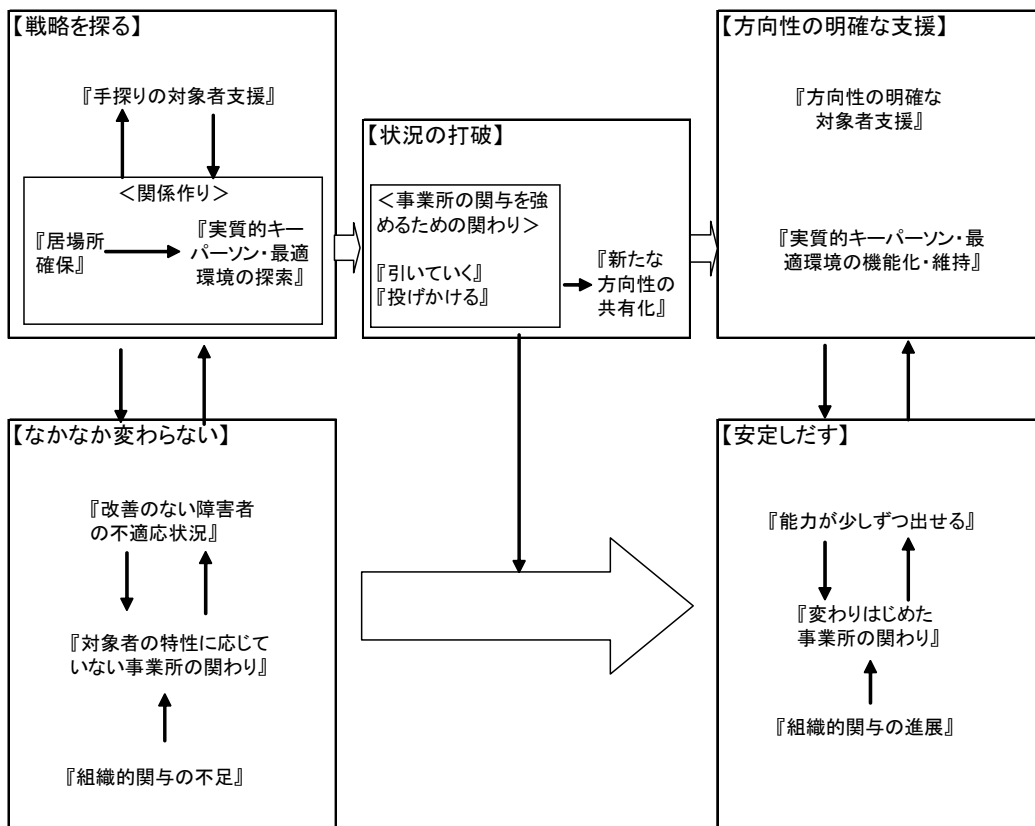 【戦略を探る】
『手探りの対象者支援』
＜関係作り＞
『居場所
確保』
『実質的キー
パーソン・最適
環境の探索』
【状況の打破】
＜事業所の関与を強
めるための関わり＞
『引いていく』
『投げかける』
『新たな
方向性の
共有化』
【方向性の明確な支援】
『方向性の明確な
対象者支援』
『実質的キーパーソン・最
適環境の機能化・維持』
【なかなか変わらない】
『改善のない障害者
の不適応状況』
『対象者の特性に応じて
いない事業所の関わり』
『組織的関与の不足』
【安定しだす】
『能力が少しずつ出せる』
『変わりはじめた
事業所の関わり』
『組織的関与の進展』